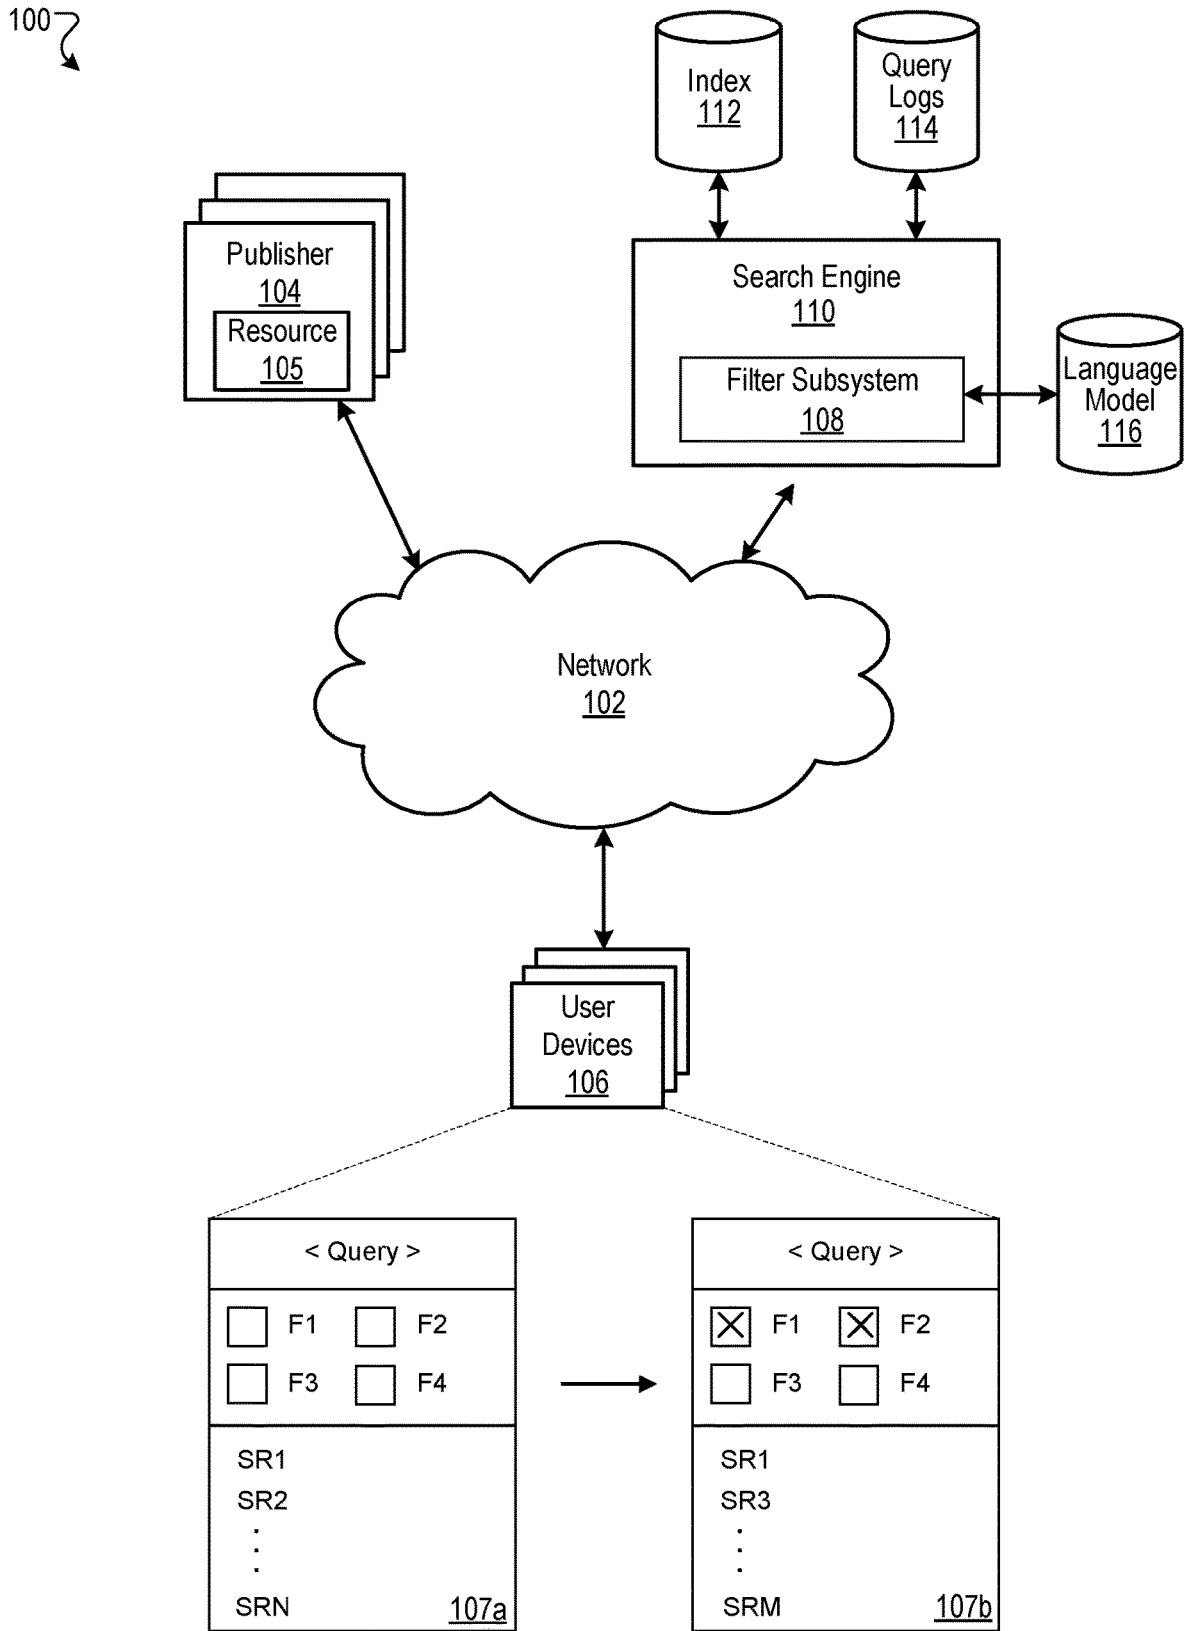 100
Index
112
Query
Logs
114
Publisher
104
Resource
105
Search Engine
110
Filter Subsystem
108
Language
Model
116
Network
102
User
Devices
106
< Query >
F1 F2
F3 F4
SR1
SR2
SRN
107a
< Query >
F1 F2
F3 F4
SR1
SR3
SRM
107b